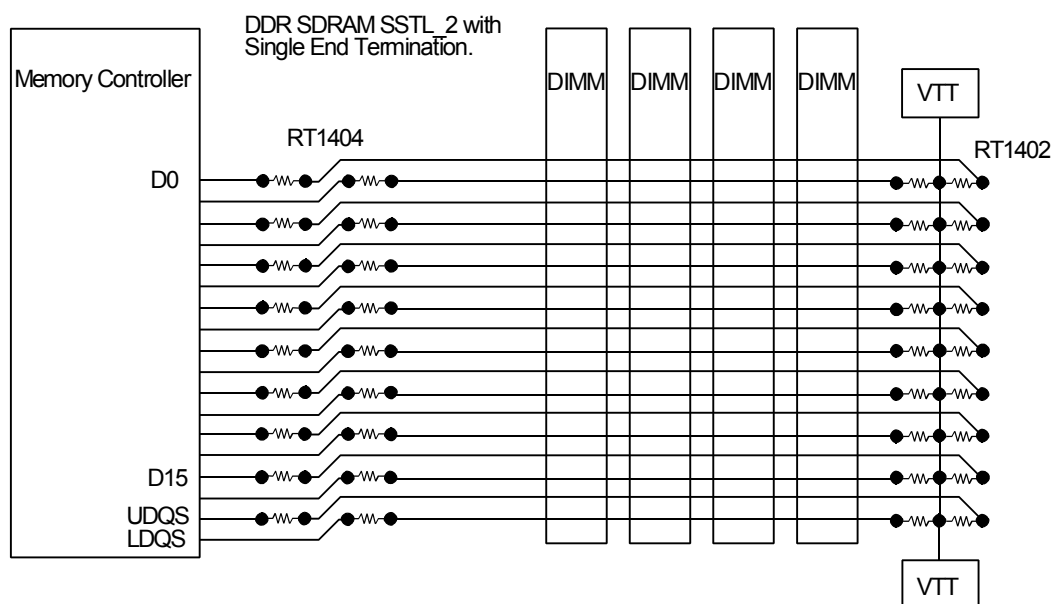 DDR SDRAM SSTL_2 with
Single End Termination.
Memory Controller
DIMM
DIMM
DIMM
DIMM
VTT
RT1404
RT1402
D0
D15
UDQS
LDQS
VTT